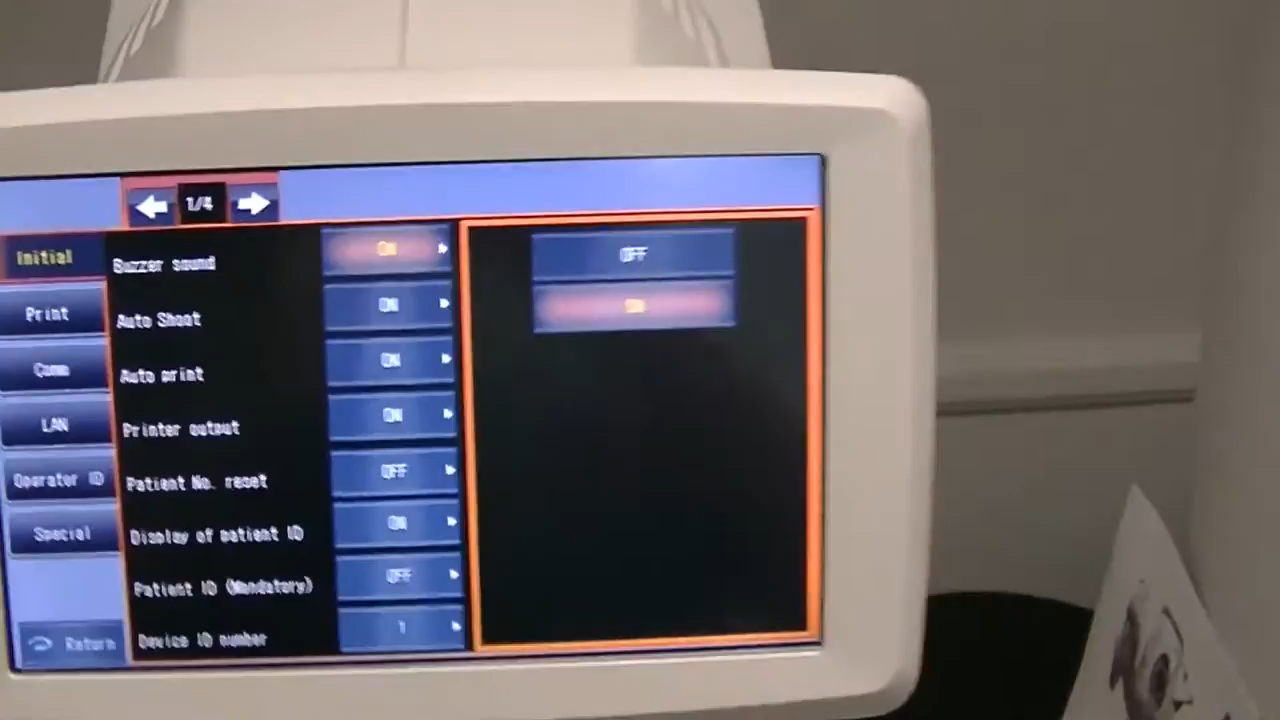 1/4
Initial
Print
Comm
LAN
Operator ID
Special
Return
Buzzer sound ON
Auto Shoot ON
Auto print ON
Printer output ON
Patient No. reset OFF
Display of patient ID ON
Patient ID (Mandatory) OFF
Device ID number 1
OFF
ON